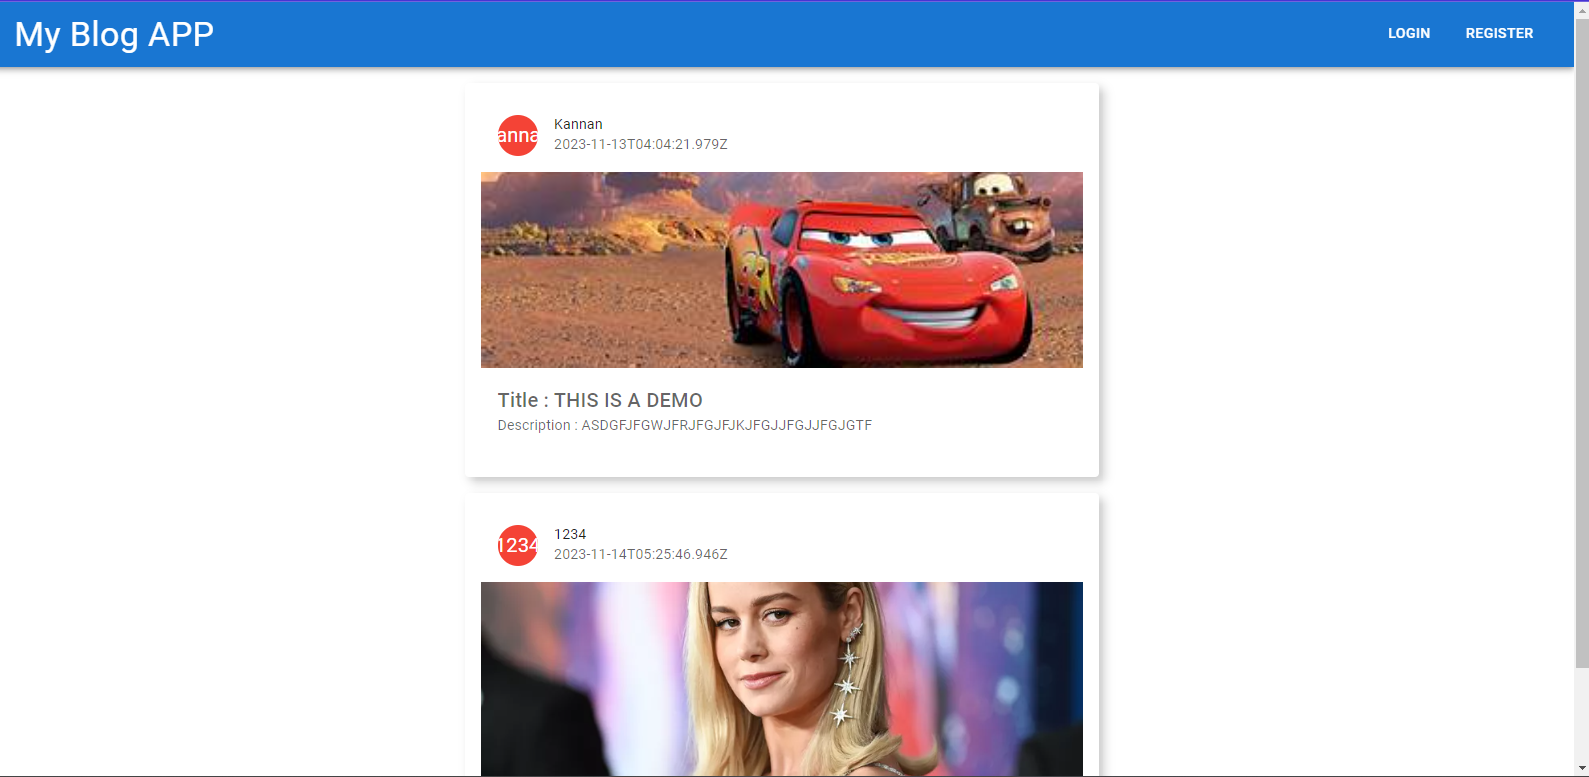 My Blog APP
LOGIN REGISTER
anna
Kannan
2023-11-13T04:04:21.979Z
Title : THIS IS A DEMO
Description : ASDGFJFGWJFRJFGJFJKJFGJJFGJJFGJGTF
1234
1234
2023-11-14T05:25:46.946Z